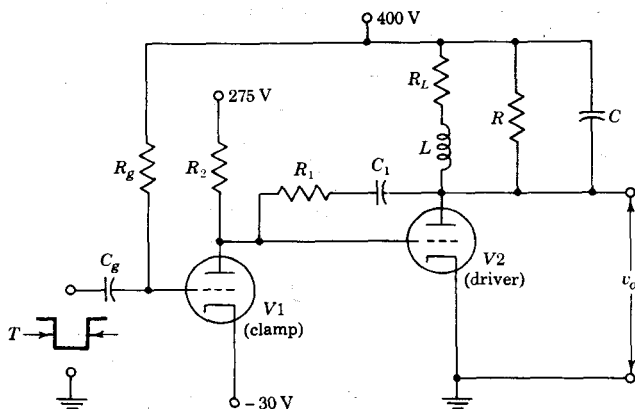 400 V
R_L
275 V
R
C
R_g
R_2
L
R_1
C_1
C_g
V2
(driver)
v_o
V1
(clamp)
T
− 30 V